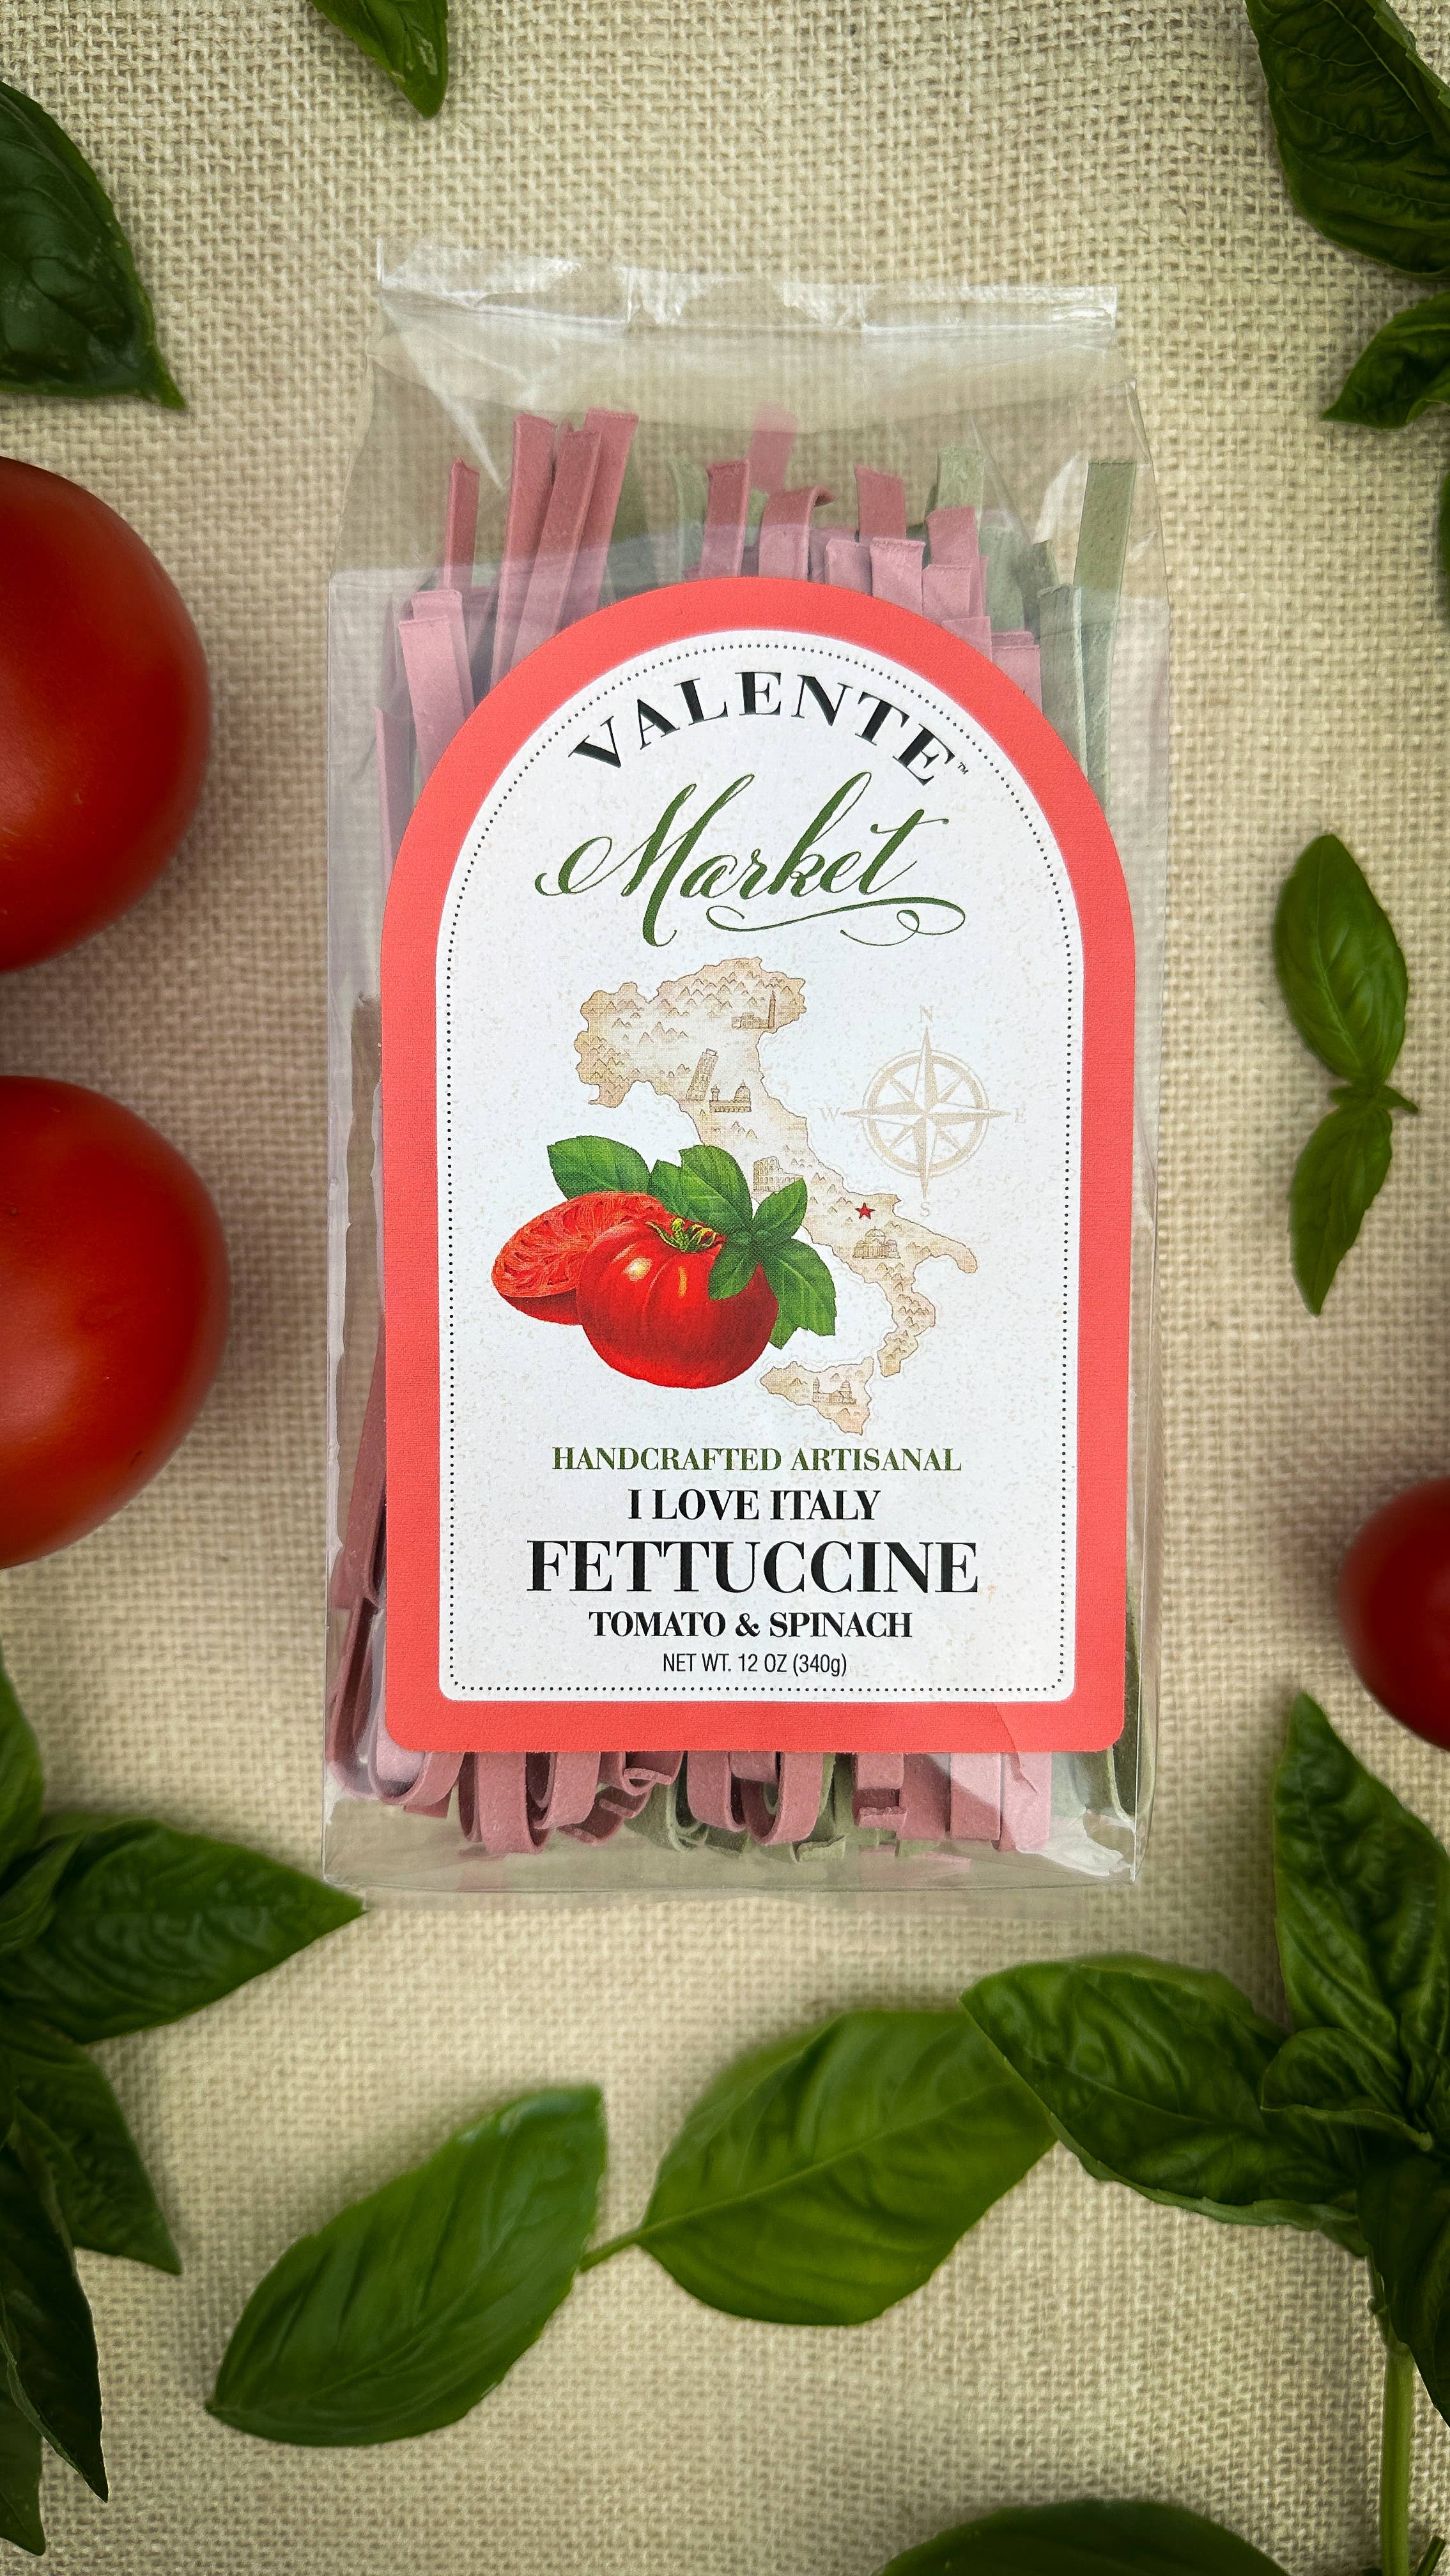 VALENTE™
Market
N
W E
S
HANDCRAFTED ARTISANAL
I LOVE ITALY
FETTUCCINE
TOMATO & SPINACH
NET WT. 12 OZ (340g)